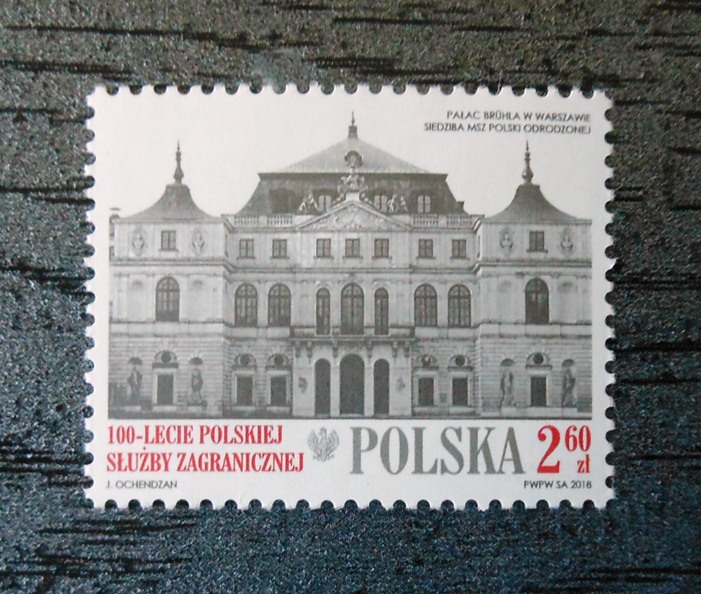 PAŁAC BRÜHLA W WARSZAWIE
SIEDZIBA MSZ POLSKI ODRODZONEJ
100-LECIE POLSKIEJ
SŁUŻBY ZAGRANICZNEJ
POLSKA 2 60 zł
J. OCHENDZAN
PWPW SA 2018